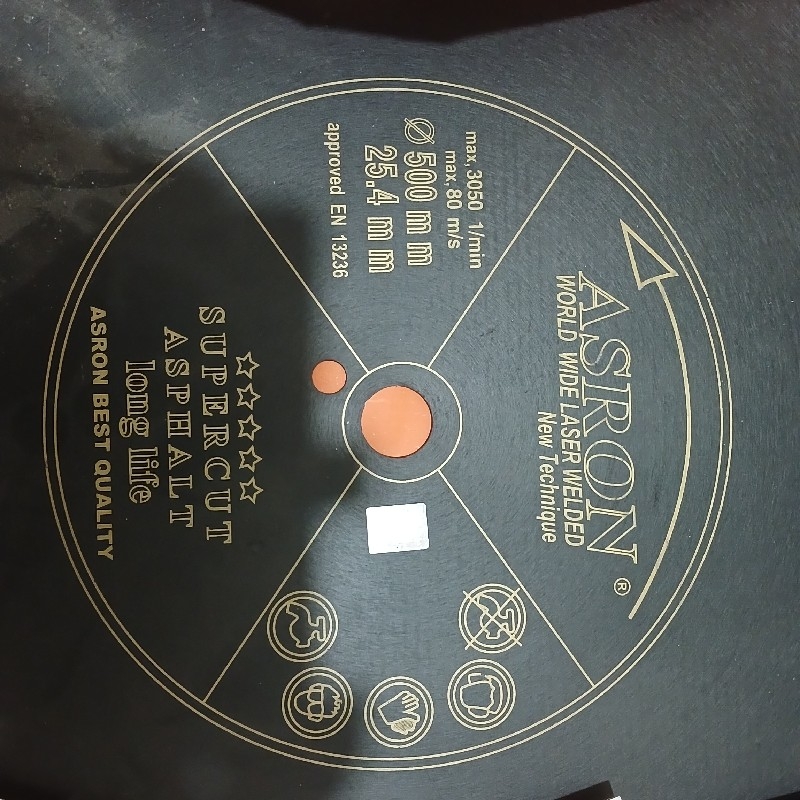 ASRON®
WORLD WIDE LASER WELDED
New Technique
max, 3050 1/min
max, 80 m/s
Ø 500 mm
25.4 mm
approved EN 13236
SUPERCUT
ASPHALT
long life
ASRON BEST QUALITY